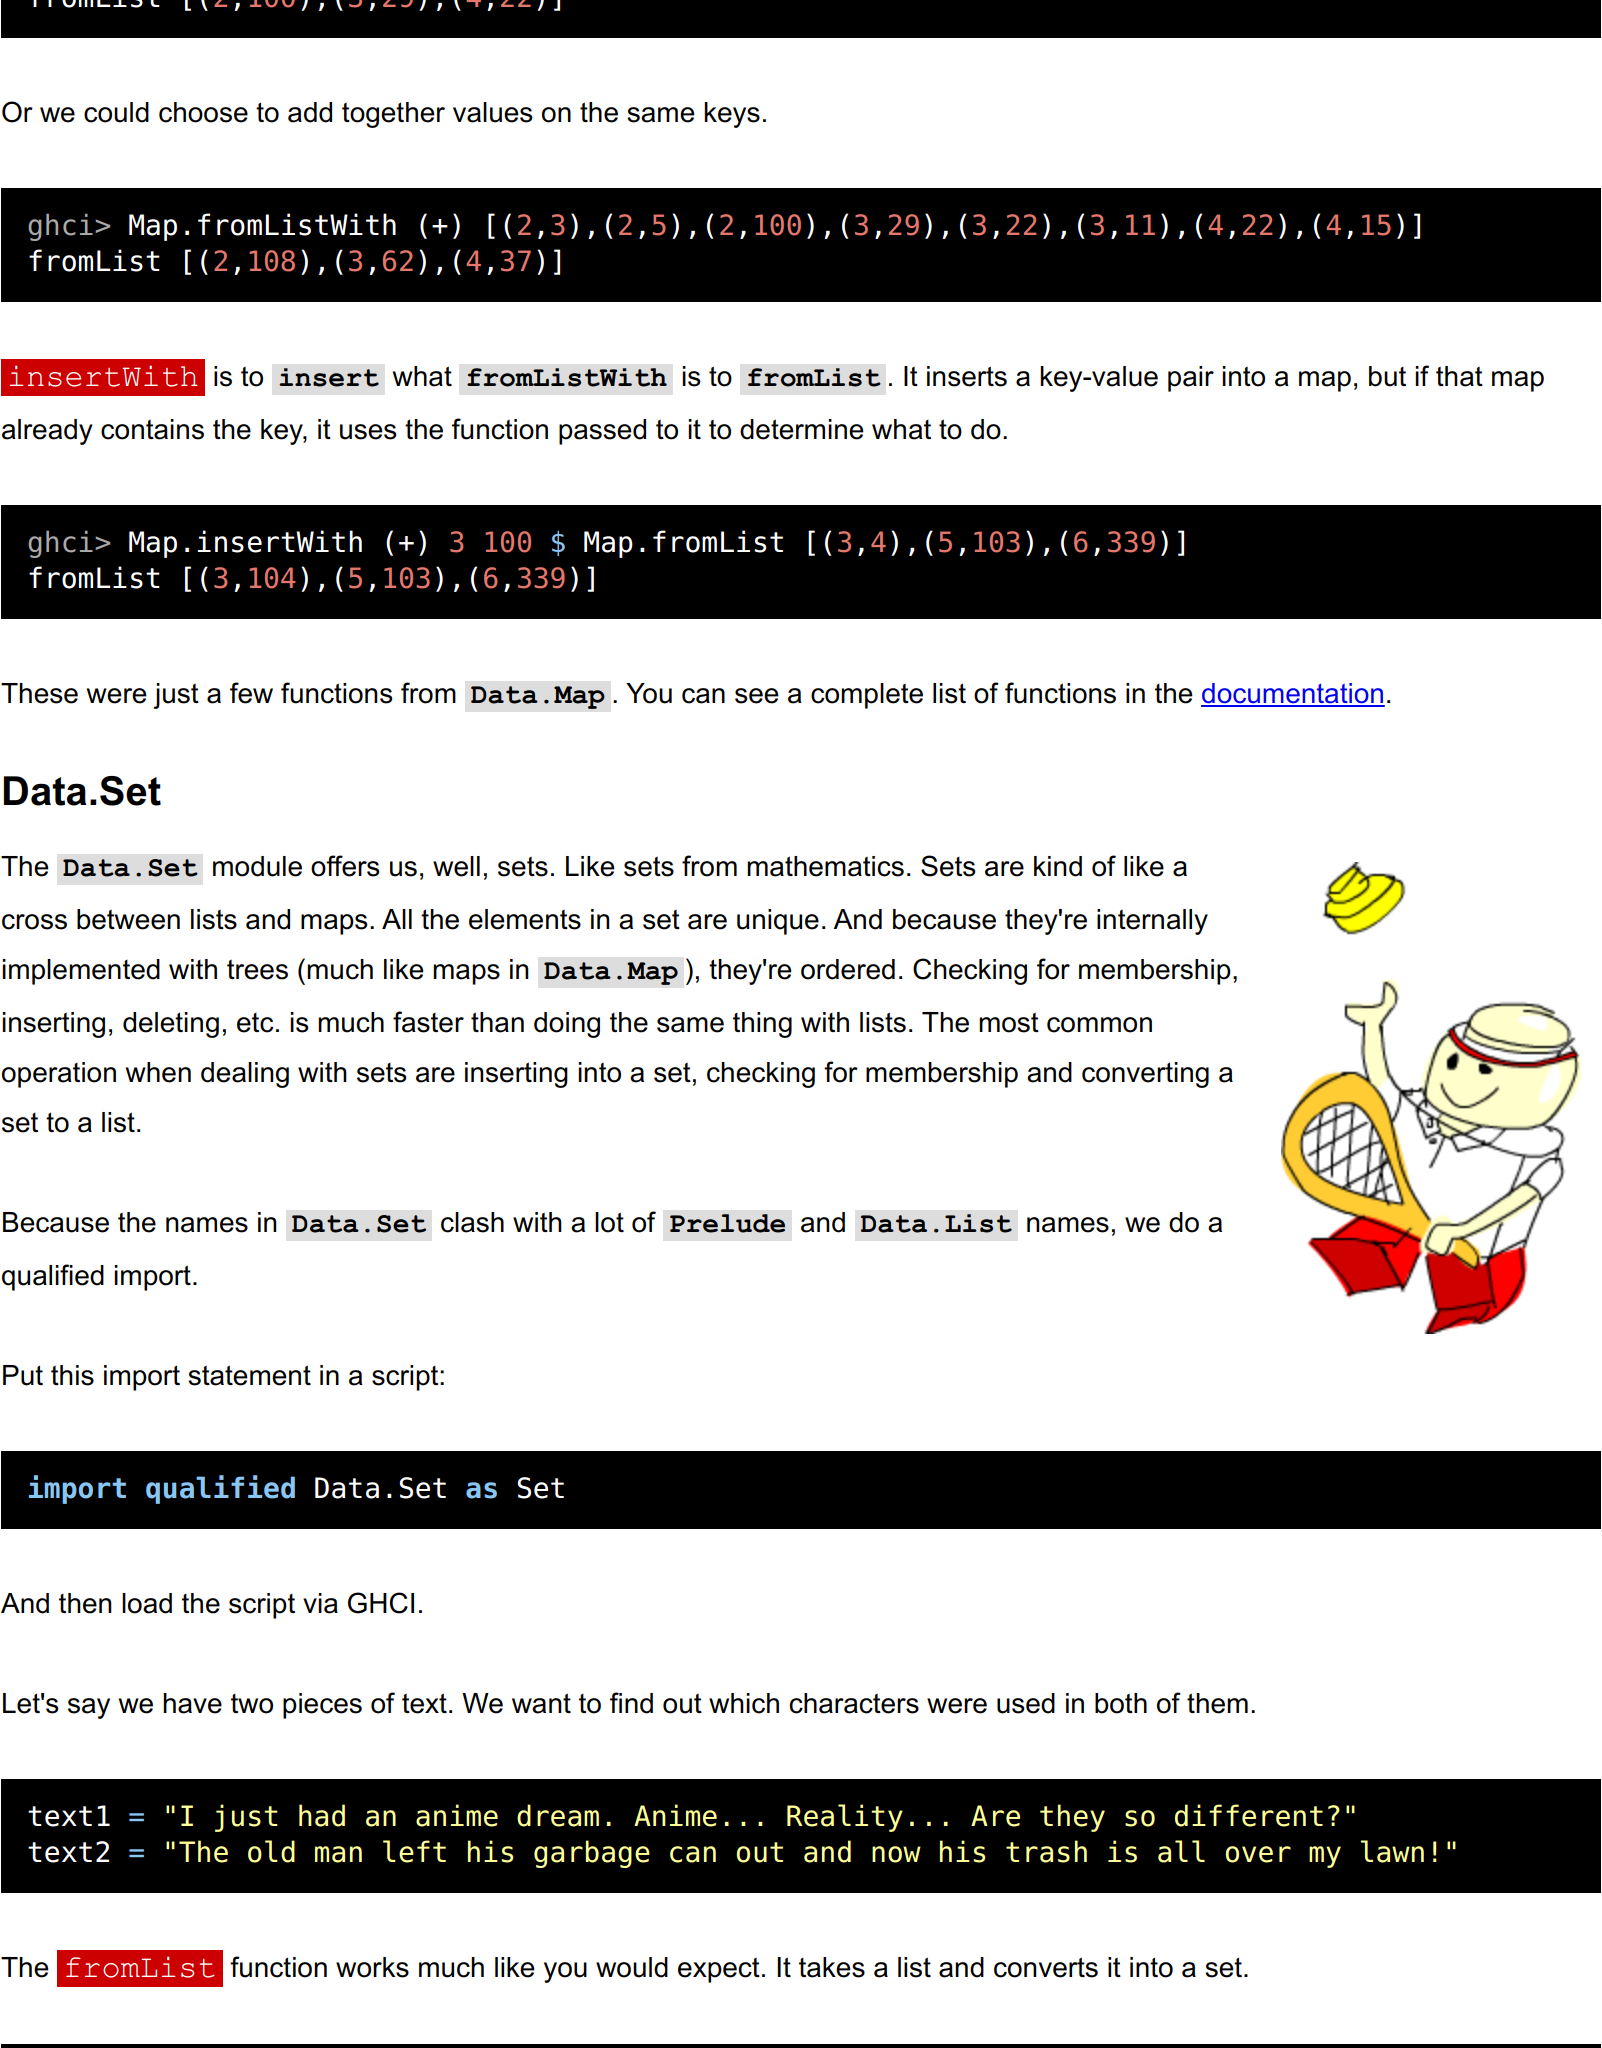 fromList [(2,100),(3,29),(4,22)]
Or we could choose to add together values on the same keys.
ghci> Map.fromListWith (+) [(2,3),(2,5),(2,100),(3,29),(3,22),(3,11),(4,22),(4,15)]
fromList [(2,108),(3,62),(4,37)]
insertWith is to insert what fromListWith is to fromList. It inserts a key-value pair into a map, but if that map
already contains the key, it uses the function passed to it to determine what to do.
ghci> Map.insertWith (+) 3 100 $ Map.fromList [(3,4),(5,103),(6,339)]
fromList [(3,104),(5,103),(6,339)]
These were just a few functions from Data.Map. You can see a complete list of functions in the documentation.
Data.Set
The Data.Set module offers us, well, sets. Like sets from mathematics. Sets are kind of like a
cross between lists and maps. All the elements in a set are unique. And because they're internally
implemented with trees (much like maps in Data.Map), they're ordered. Checking for membership,
inserting, deleting, etc. is much faster than doing the same thing with lists. The most common
operation when dealing with sets are inserting into a set, checking for membership and converting a
set to a list.
Because the names in Data.Set clash with a lot of Prelude and Data.List names, we do a
qualified import.
Put this import statement in a script:
import qualified Data.Set as Set
And then load the script via GHCI.
Let's say we have two pieces of text. We want to find out which characters were used in both of them.
text1 = "I just had an anime dream. Anime... Reality... Are they so different?"
text2 = "The old man left his garbage can out and now his trash is all over my lawn!"
The fromList function works much like you would expect. It takes a list and converts it into a set.